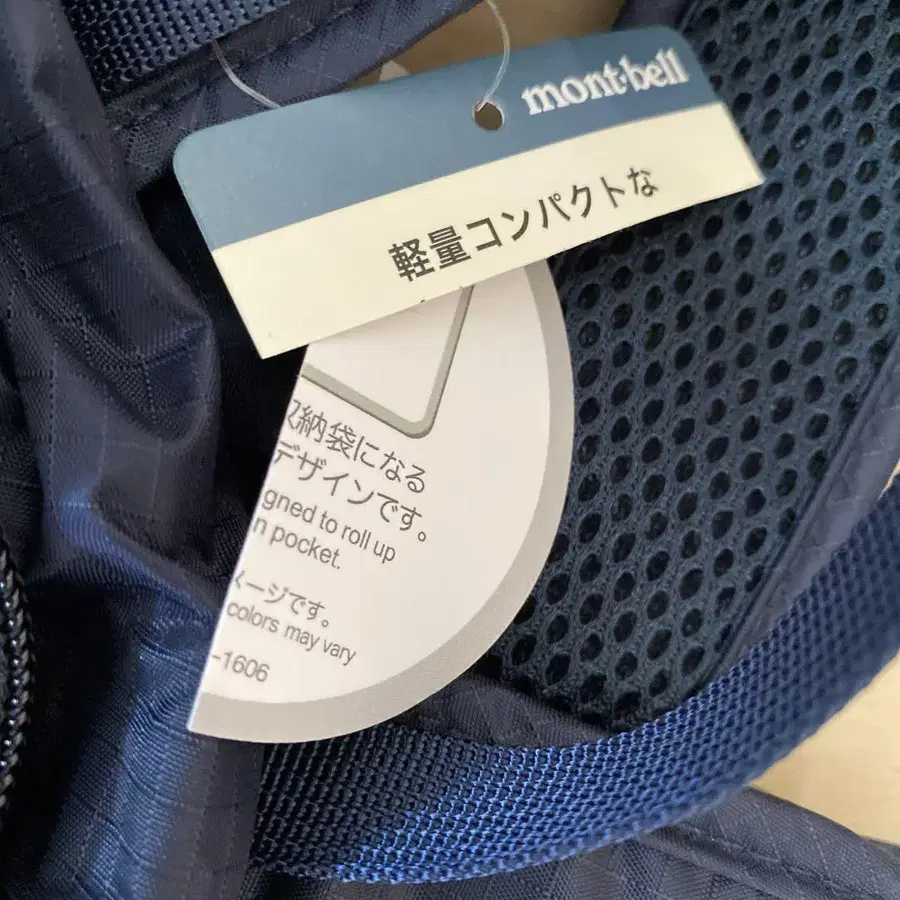 mont-bell
軽量コンパクトな
納袋になる
デザインです。
gned to roll up
n pocket.
メージです。
colors may vary
-1606